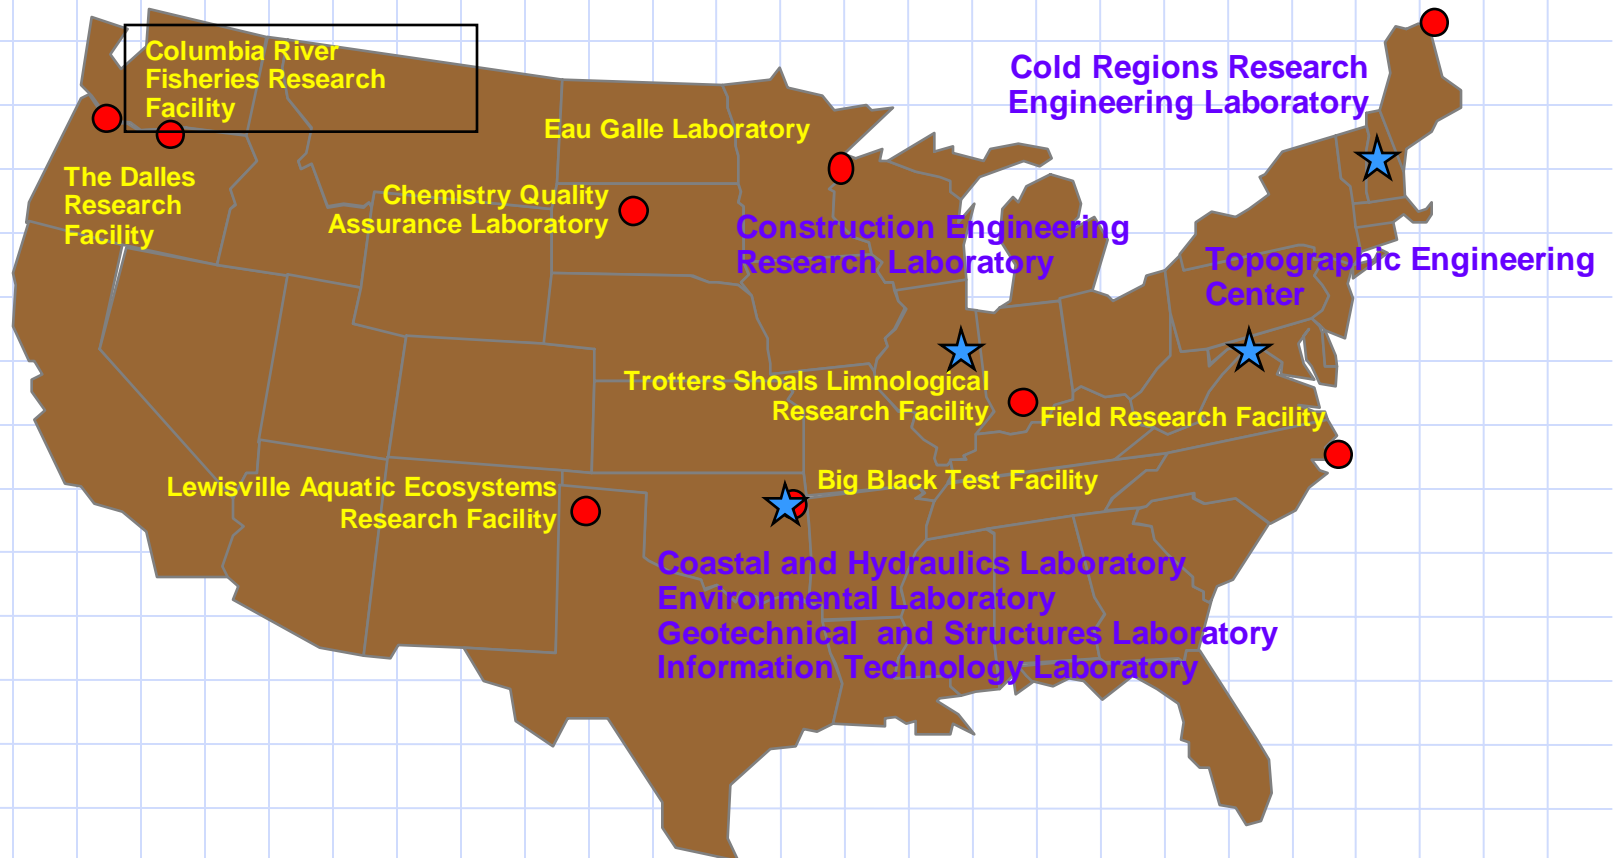 Columbia River
Fisheries Research
Facility
Cold Regions Research
Engineering Laboratory
Eau Galle Laboratory
The Dalles
Research
Facility
Chemistry Quality
Assurance Laboratory
Construction Engineering
Research Laboratory
Topographic Engineering
Center
Trotters Shoals Limnological
Research Facility
Field Research Facility
Lewisville Aquatic Ecosystems
Research Facility
Big Black Test Facility
Coastal and Hydraulics Laboratory
Environmental Laboratory
Geotechnical  and Structures Laboratory
Information Technology Laboratory